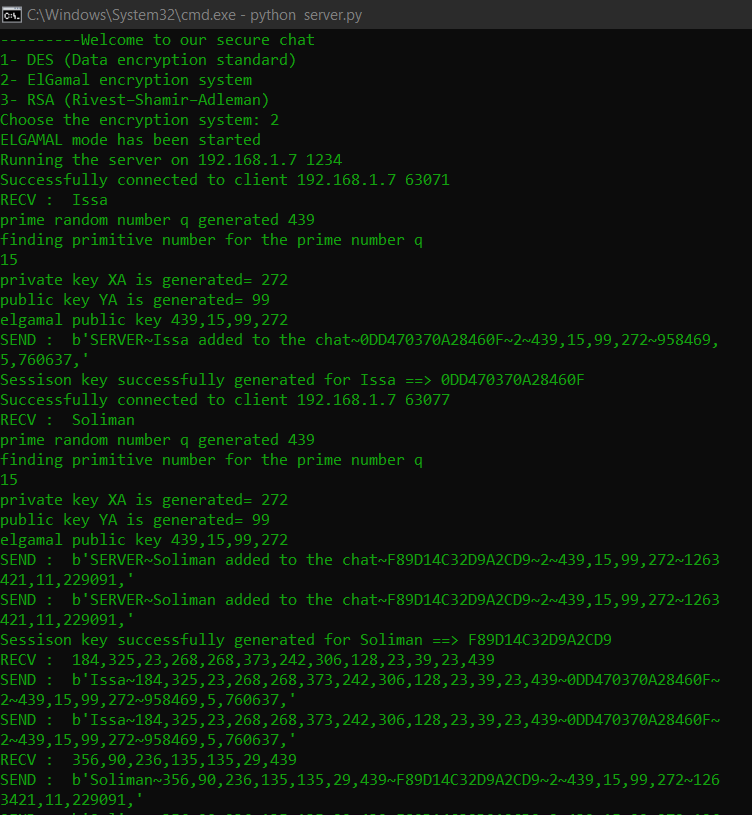 C:\Windows\System32\cmd.exe - python  server.py
---------Welcome to our secure chat
1- DES (Data encryption standard)
2- ElGamal encryption system
3- RSA (Rivest–Shamir–Adleman)
Choose the encryption system: 2
ELGAMAL mode has been started
Running the server on 192.168.1.7 1234
Successfully connected to client 192.168.1.7 63071
RECV :  Issa
prime random number q generated 439
finding primitive number for the prime number q
15
private key XA is generated= 272
public key YA is generated= 99
elgamal public key 439,15,99,272
SEND :  b'SERVER~Issa added to the chat~0DD470370A28460F~2~439,15,99,272~958469,
5,760637,'
Sessison key successfully generated for Issa ==> 0DD470370A28460F
Successfully connected to client 192.168.1.7 63077
RECV :  Soliman
prime random number q generated 439
finding primitive number for the prime number q
15
private key XA is generated= 272
public key YA is generated= 99
elgamal public key 439,15,99,272
SEND :  b'SERVER~Soliman added to the chat~F89D14C32D9A2CD9~2~439,15,99,272~1263
421,11,229091,'
SEND :  b'SERVER~Soliman added to the chat~F89D14C32D9A2CD9~2~439,15,99,272~1263
421,11,229091,'
Sessison key successfully generated for Soliman ==> F89D14C32D9A2CD9
RECV :  184,325,23,268,268,373,242,306,128,23,39,23,439
SEND :  b'Issa~184,325,23,268,268,373,242,306,128,23,39,23,439~0DD470370A28460F~
2~439,15,99,272~958469,5,760637,'
SEND :  b'Issa~184,325,23,268,268,373,242,306,128,23,39,23,439~0DD470370A28460F~
2~439,15,99,272~958469,5,760637,'
RECV :  356,90,236,135,135,29,439
SEND :  b'Soliman~356,90,236,135,135,29,439~F89D14C32D9A2CD9~2~439,15,99,272~126
3421,11,229091,'